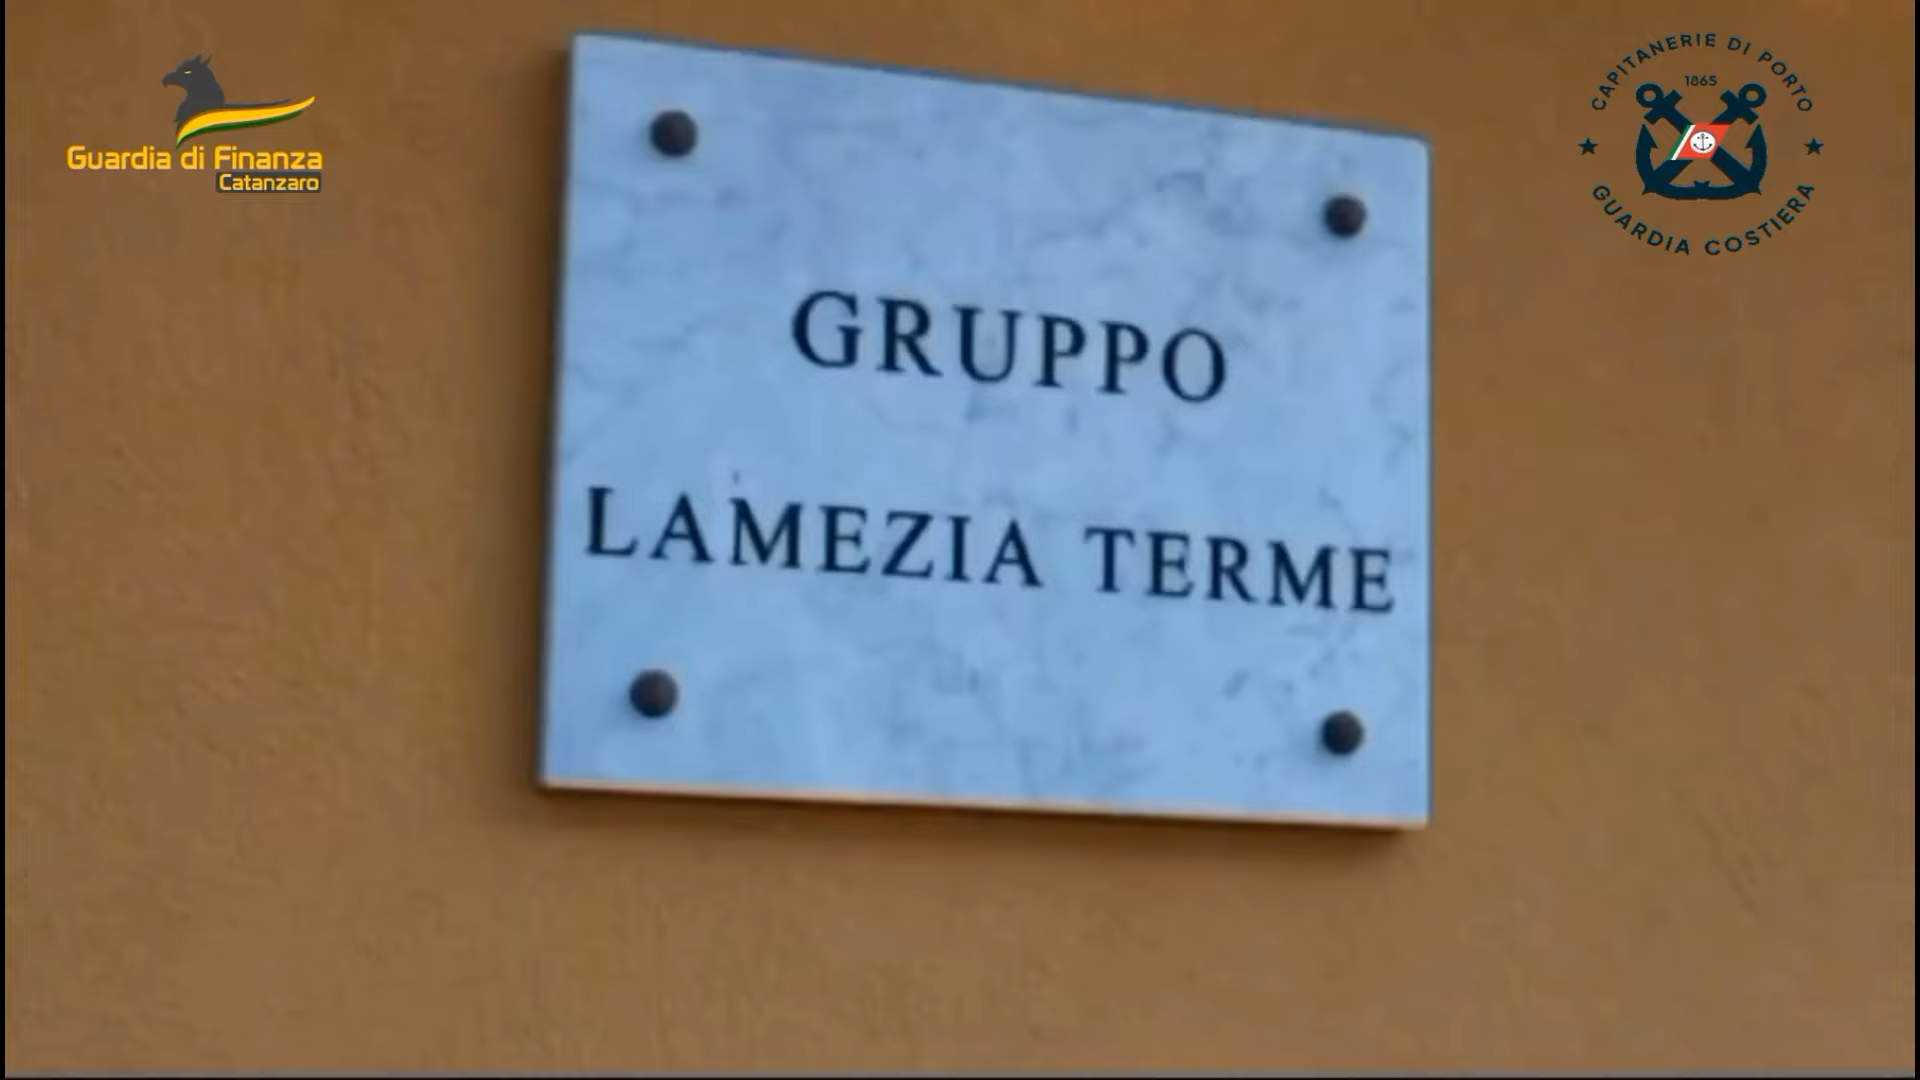 Guardia di Finanza
Catanzaro
CAPITANERIE DI PORTO
1865
GUARDIA COSTIERA
GRUPPO
LAMEZIA TERME